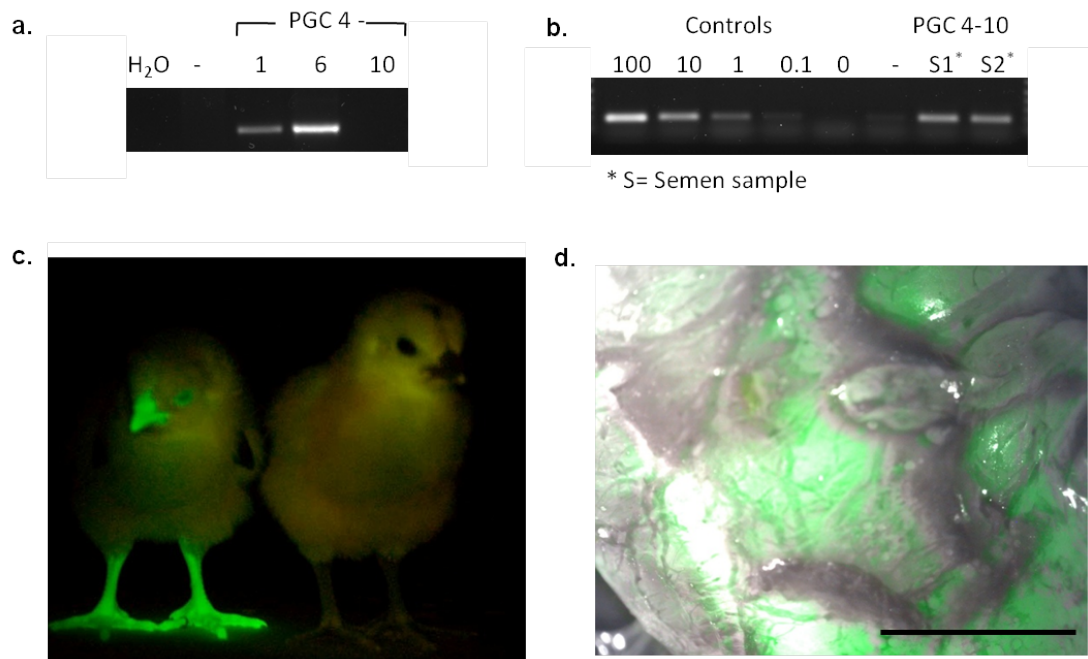 a.
PGC 4 -
H₂O - 1 6 10
b.
Controls PGC 4-10
100 10 1 0.1 0 - S1* S2*
* S= Semen sample
c.
d.